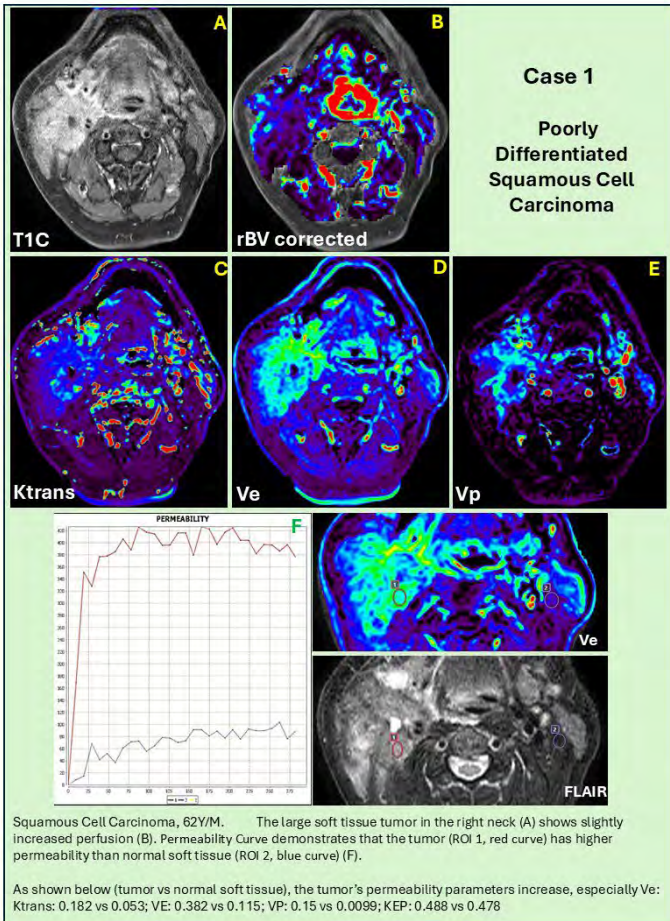 A
B
Case 1
Poorly
Differentiated
Squamous Cell
Carcinoma
T1C
rBV corrected
C
D
E
Ktrans
Ve
Vp
PERMEABILITY
F
1
2
Ve
1
2
FLAIR
Squamous Cell Carcinoma, 62Y/M. The large soft tissue tumor in the right neck (A) shows slightly
increased perfusion (B). Permeability Curve demonstrates that the tumor (ROI 1, red curve) has higher
permeability than normal soft tissue (ROI 2, blue curve) (F).
As shown below (tumor vs normal soft tissue), the tumor's permeability parameters increase, especially Ve:
Ktrans: 0.182 vs 0.053; VE: 0.382 vs 0.115; VP: 0.15 vs 0.0099; KEP: 0.488 vs 0.478